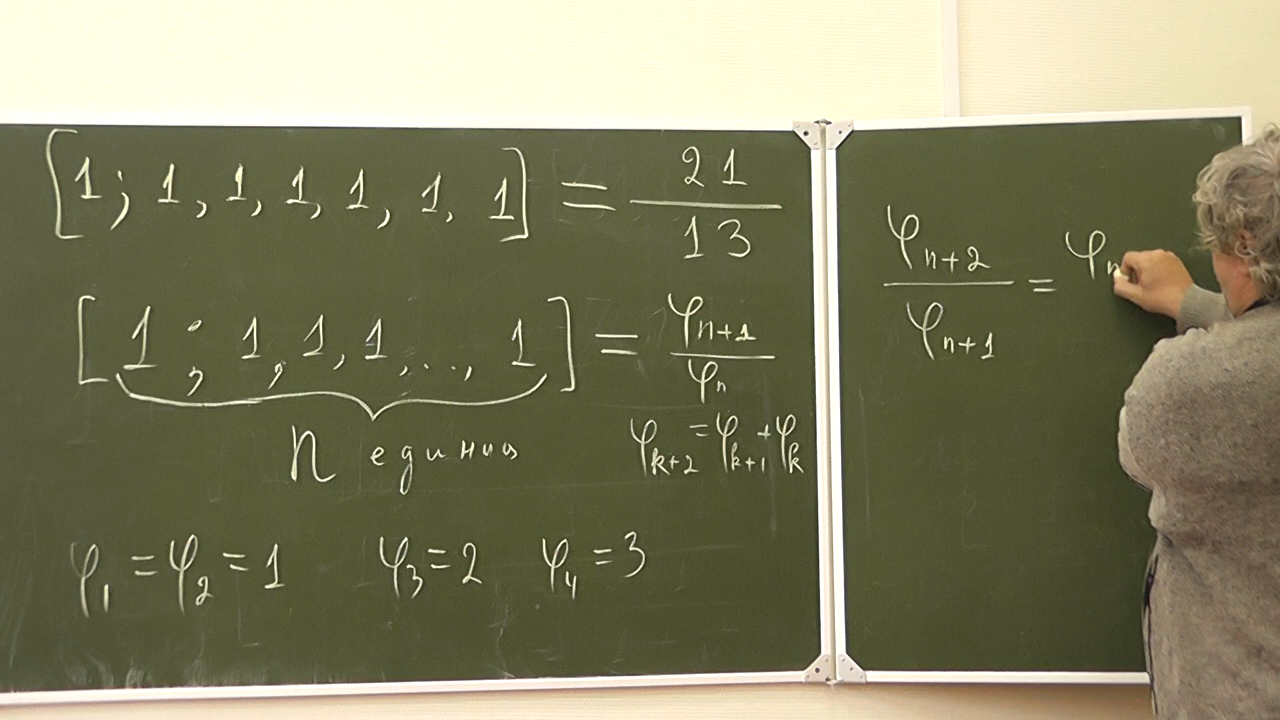 [1; 1, 1, 1, 1, 1, 1] = 21/13
[1; 1, 1, 1, ..., 1] = φn+1/φn
n единиц
φk+2 = φk+1 + φk
φ1 = φ2 = 1 φ3 = 2 φ4 = 3
φn+2/φn+1 = φn